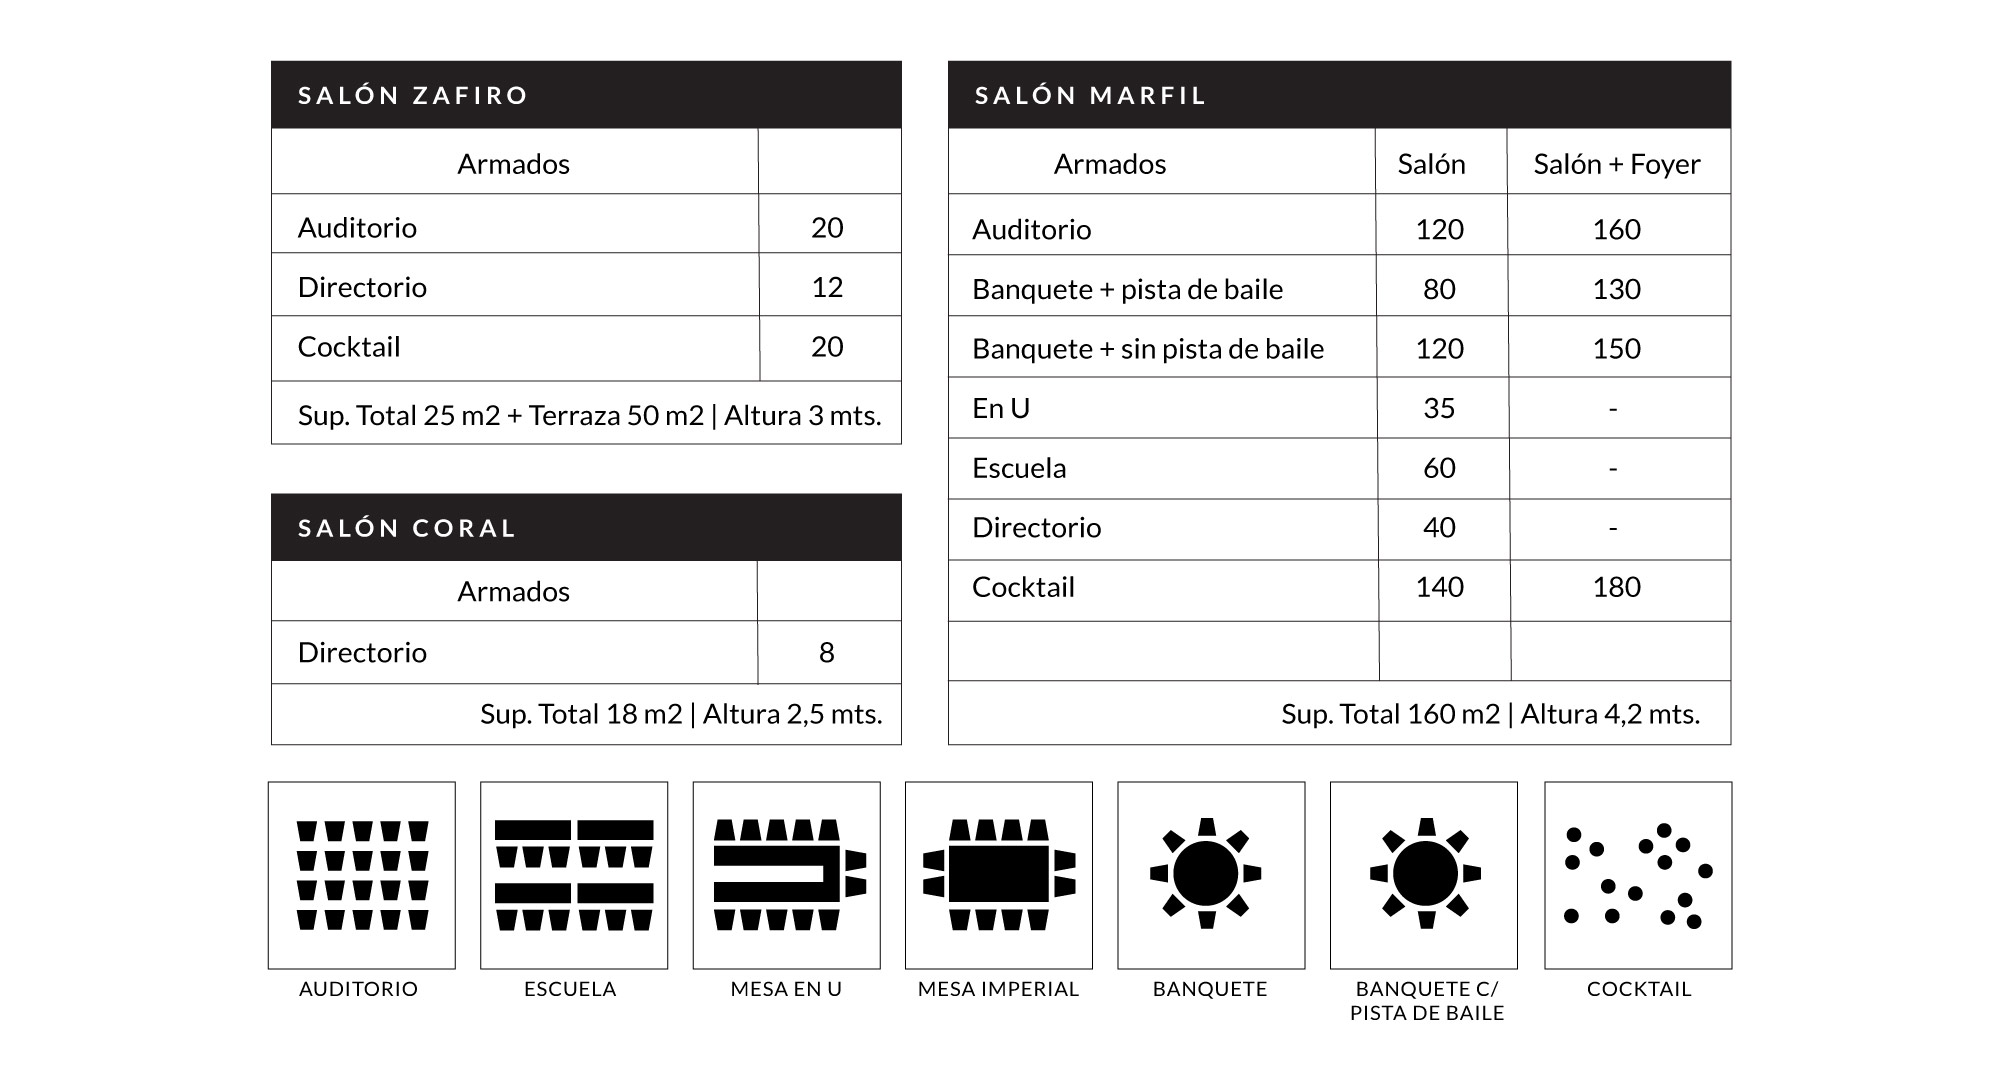 SALÓN ZAFIRO
Armados
Auditorio 20
Directorio 12
Cocktail 20
Sup. Total 25 m2 + Terraza 50 m2 | Altura 3 mts.
SALÓN CORAL
Armados
Directorio 8
Sup. Total 18 m2 | Altura 2,5 mts.
SALÓN MARFIL
Armados Salón Salón + Foyer
Auditorio 120 160
Banquete + pista de baile 80 130
Banquete + sin pista de baile 120 150
En U 35 -
Escuela 60 -
Directorio 40 -
Cocktail 140 180
Sup. Total 160 m2 | Altura 4,2 mts.
AUDITORIO
ESCUELA
MESA EN U
MESA IMPERIAL
BANQUETE
BANQUETE C/
PISTA DE BAILE
COCKTAIL